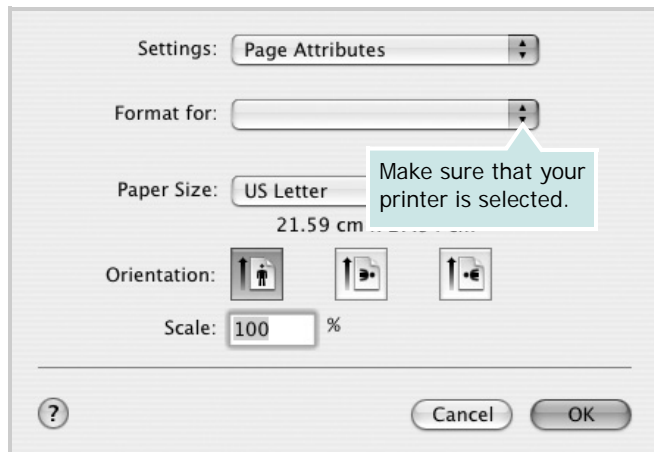 Settings: Page Attributes
Format for:
Make sure that your
printer is selected.
Paper Size: US Letter
21.59 cm
Orientation:
Scale: 100 %
? Cancel OK